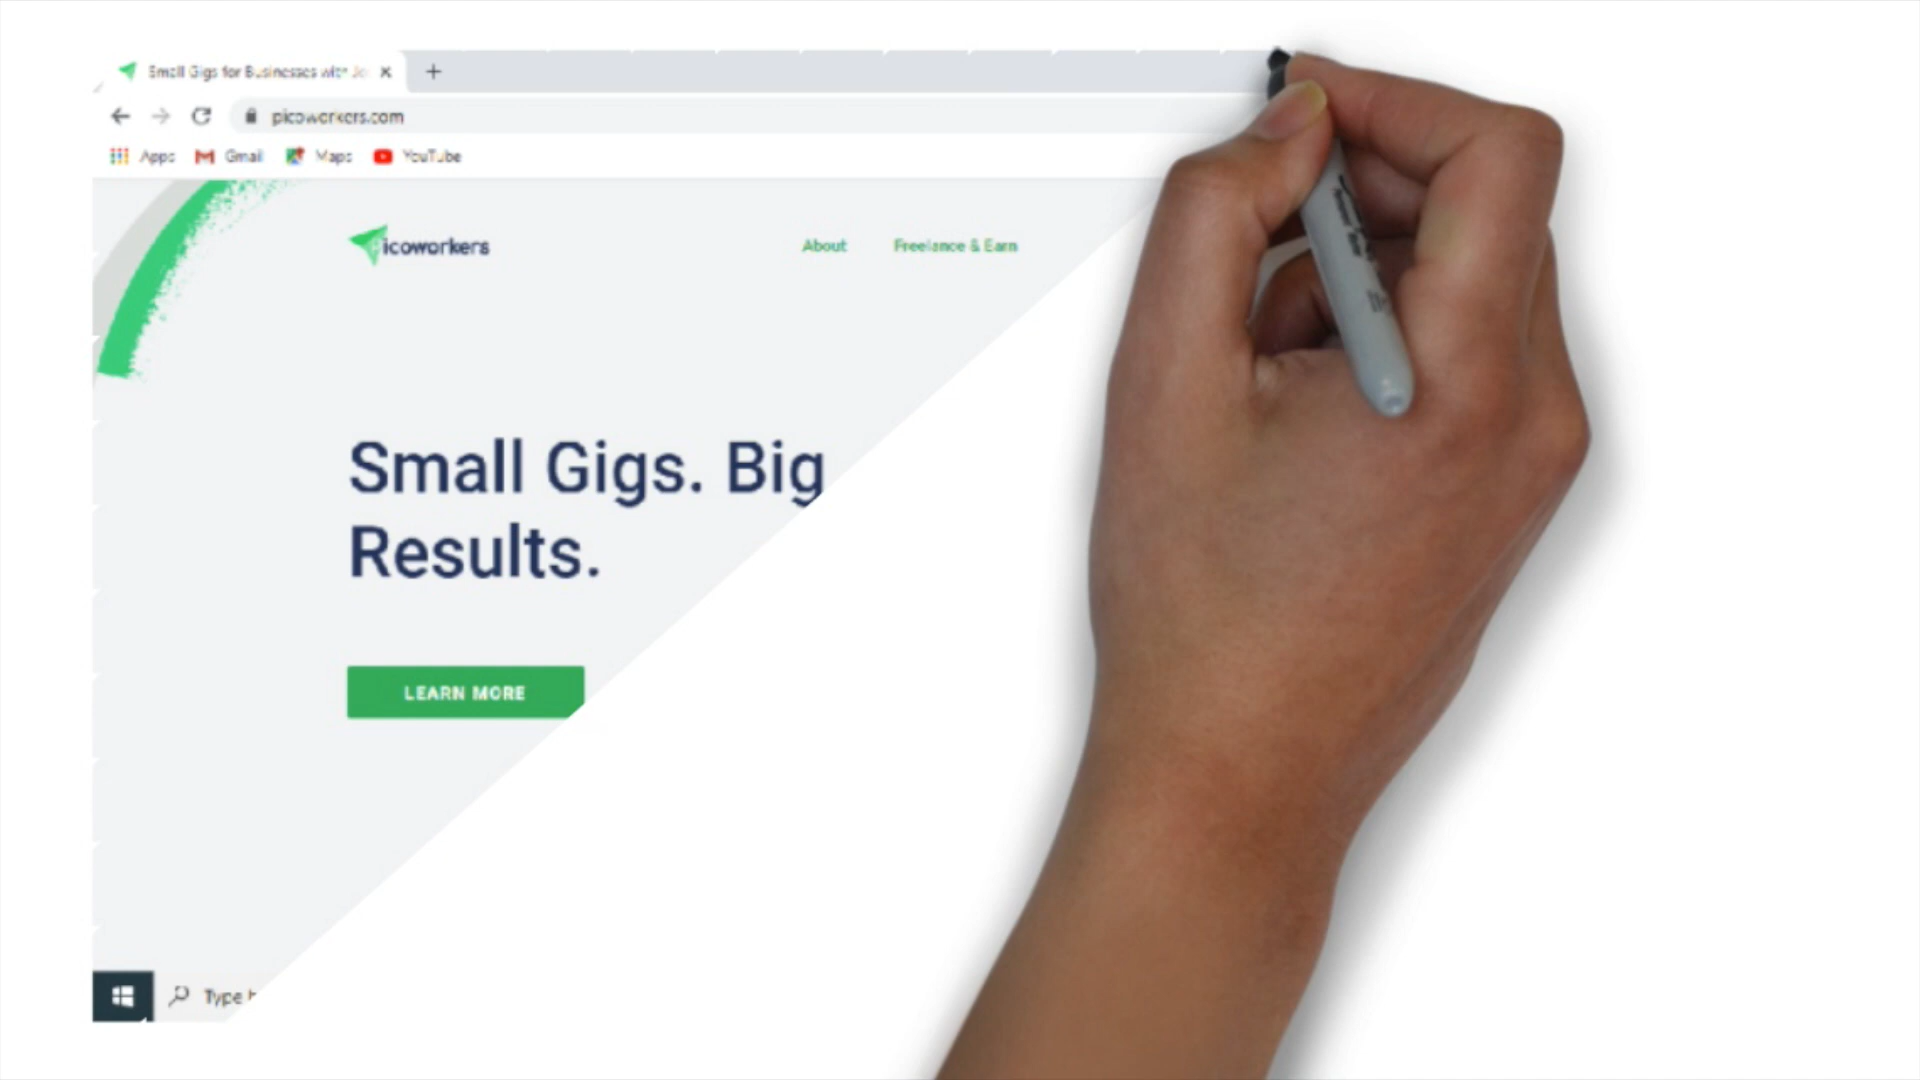 Small Gigs for Businesses with Jo
picoworkers.com
Apps Gmail Maps YouTube
Picoworkers
About Freelance & Earn
Small Gigs. Big
Results.
LEARN MORE
Type